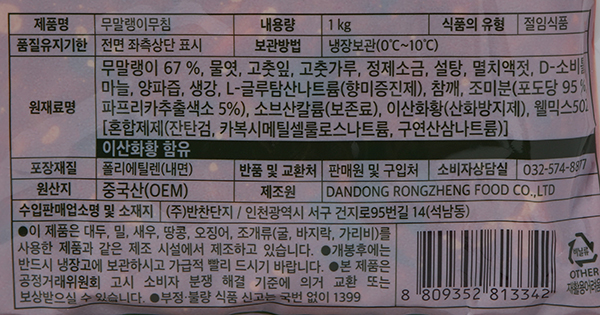 제품명 무말랭이무침 내용량 1 kg 식품의 유형 절임식품
품질유지기한 전면 좌측상단 표시 보관방법 냉장보관(0℃~10℃)
원재료명 무말랭이 67 %, 물엿, 고춧잎, 고춧가루, 정제소금, 설탕, 멸치액젓, D-소비톨
마늘, 양파즙, 생강, L-글루탐산나트륨(향미증진제), 참깨, 조미분(포도당 95 %
파프리카추출색소 5%), 소브산칼륨(보존료), 이산화황(산화방지제), 웰믹스502
[혼합제제(잔탄검, 카복시메틸셀룰로스나트륨, 구연산삼나트륨)]
이산화황 함유
포장재질 폴리에틸렌(내면) 반품 및 교환처 판매원 및 구입처 소비자상담실 032-574-8877
원산지 중국산(OEM) 제조원 DANDONG RONGZHENG FOOD CO.,LTD
수입판매업소명 및 소재지 (주)반찬단지 / 인천광역시 서구 건지로95번길 14(석남동)
●이 제품은 대두, 밀, 새우, 땅콩, 오징어, 조개류(굴, 바지락, 가리비)를
사용한 제품과 같은 제조 시설에서 제조하고 있습니다. ●개봉후에는
반드시 냉장고에 보관하시고 가급적 빨리 드시기 바랍니다. ●본 제품은
공정거래위원회 고시 소비자 분쟁 해결 기준에 의거 교환 또는
보상받으실 수 있습니다. ●부정·불량 식품 신고는 국번 없이 1399
8 809352 813342
비닐류
OTHER
재활용어려움